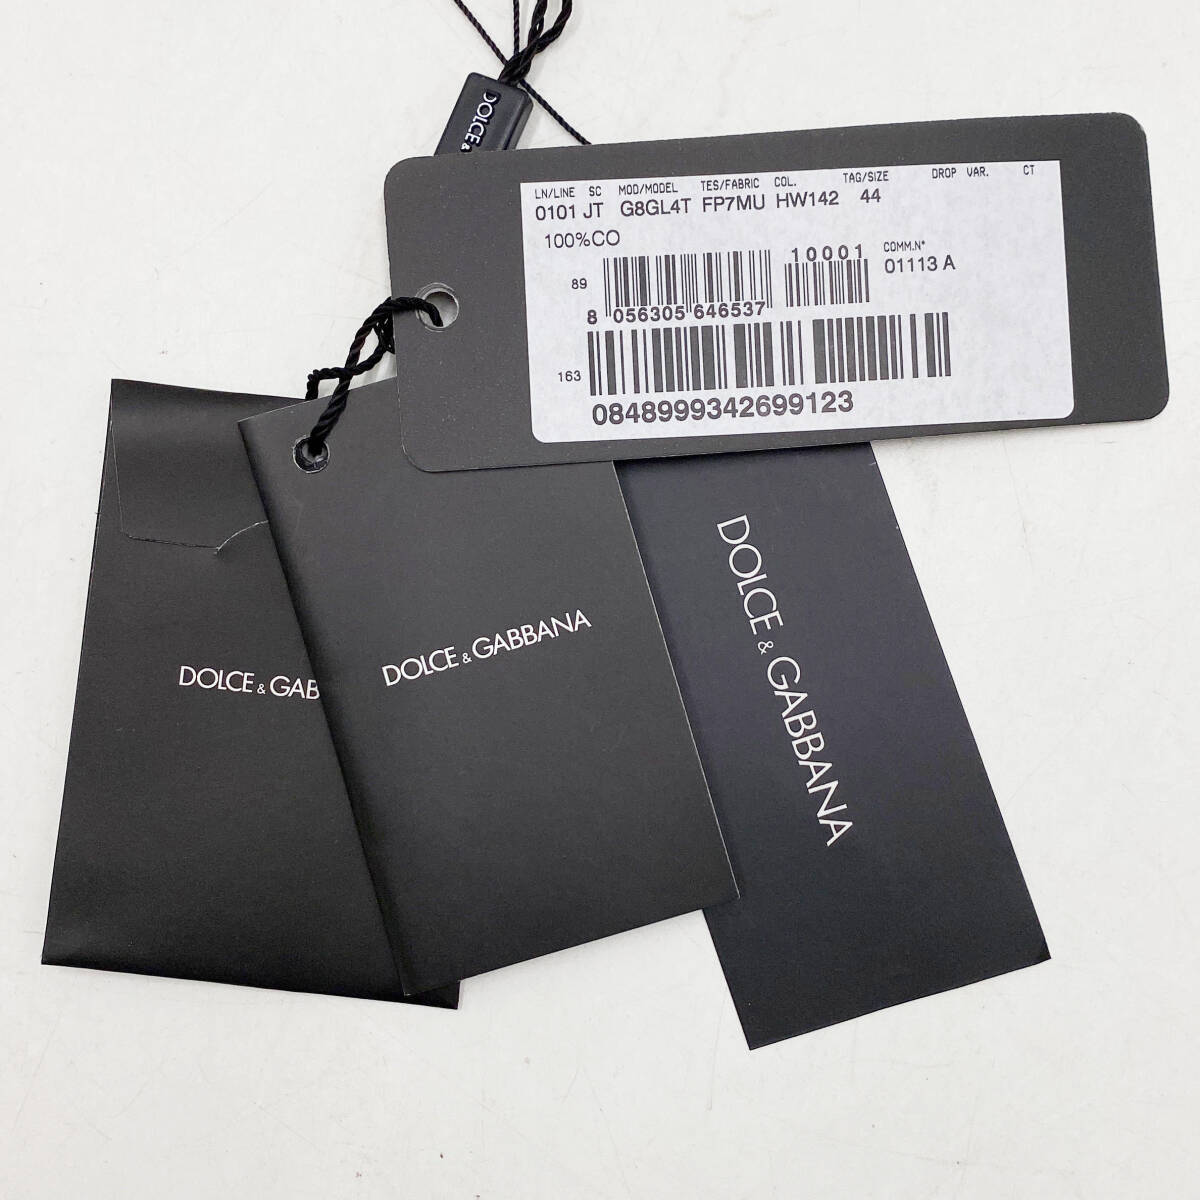 DOLCE &
LN/LINE SC MOD/MODEL TES/FABRIC COL. TAG/SIZE DROP VAR. CT
0101 JT G8GL4T FP7MU HW142 44
100%CO
10001
COMM.N°
01113 A
89
8 056305 646537
163
0848999342699123
DOLCE & GAB
DOLCE & GABBANA
DOLCE & GABBANA